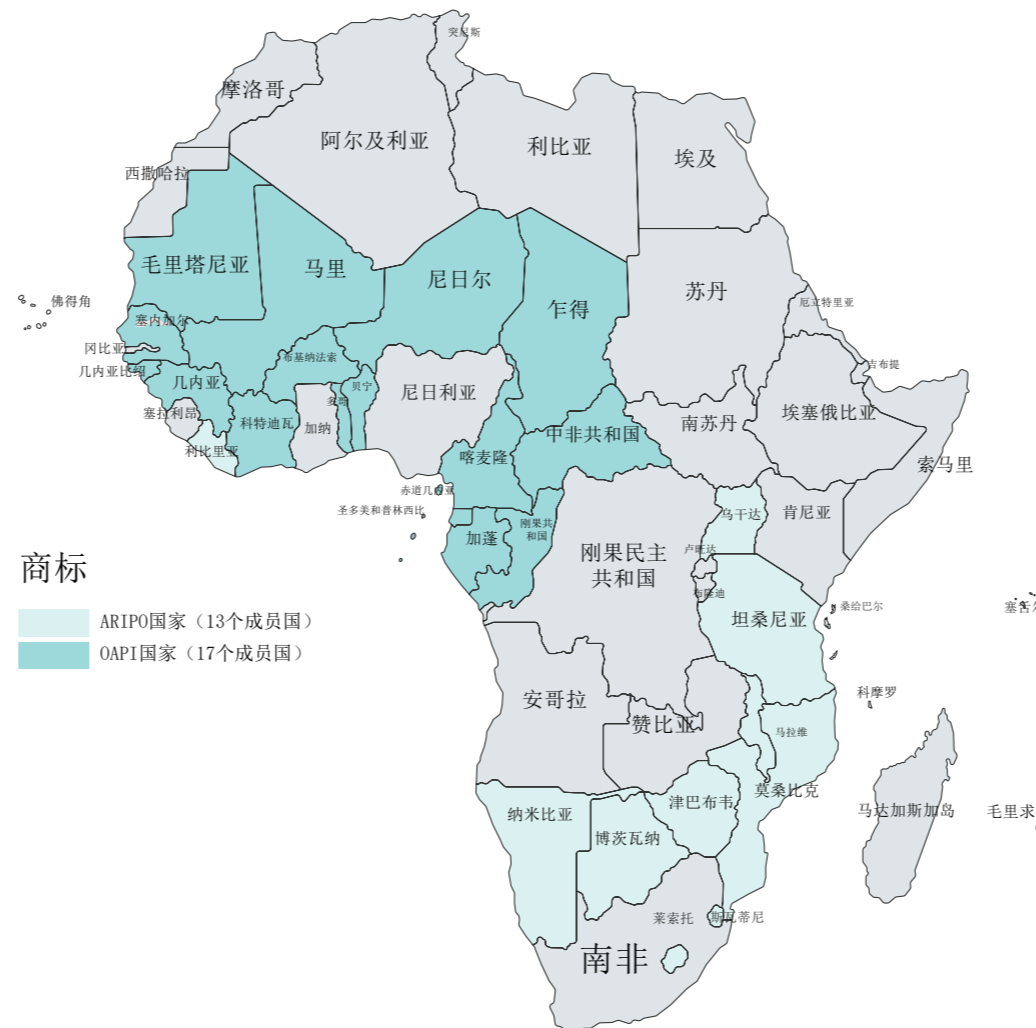 突尼斯
摩洛哥
阿尔及利亚
利比亚
埃及
西撒哈拉
毛里塔尼亚
马里
尼日尔
乍得
苏丹
厄立特里亚
佛得角
塞内加尔
冈比亚
几内亚比绍
几内亚
布基纳法索
贝宁
多哥
尼日利亚
吉布提
塞拉利昂
科特迪瓦
加纳
利比里亚
中非共和国
南苏丹
埃塞俄比亚
索马里
喀麦隆
赤道几内亚
圣多美和普林西比
加蓬
刚果共
和国
乌干达
肯尼亚
刚果民主
共和国
卢旺达
布隆迪
坦桑尼亚
桑给巴尔
塞舌尔
商标
ARIPO国家（13个成员国）
OAPI国家（17个成员国）
安哥拉
赞比亚
科摩罗
马拉维
莫桑比克
纳米比亚
博茨瓦纳
津巴布韦
马达加斯加岛
毛里求
莱索托
斯瓦蒂尼
南非